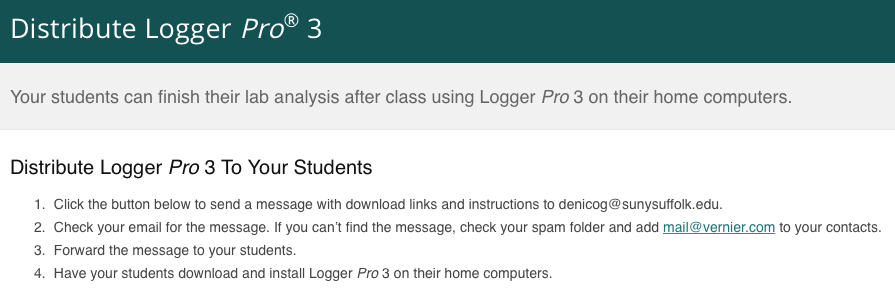 Distribute Logger Pro® 3
Your students can finish their lab analysis after class using Logger Pro 3 on their home computers.
Distribute Logger Pro 3 To Your Students
1. Click the button below to send a message with download links and instructions to denicog@sunysuffolk.edu.
2. Check your email for the message. If you can’t find the message, check your spam folder and add mail@vernier.com to your contacts.
3. Forward the message to your students.
4. Have your students download and install Logger Pro 3 on their home computers.